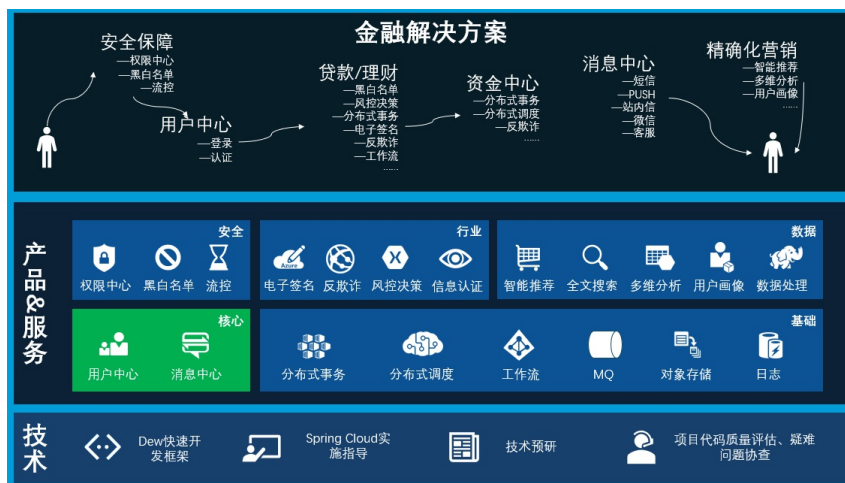 金融解决方案
安全保障
—权限中心
—黑白名单
—流控
用户中心
—登录
—认证
贷款/理财
—黑白名单
—风控决策
—分布式事务
—电子签名
—反欺诈
—工作流
......
资金中心
—分布式事务
—分布式调度
—反欺诈
......
消息中心
—短信
—PUSH
—站内信
—微信
—客服
精确化营销
—智能推荐
—多维分析
—用户画像
......
产品&服务
安全
权限中心
黑白名单
流控
行业
Azure
电子签名
反欺诈
风控决策
信息认证
数据
智能推荐
全文搜索
多维分析
用户画像
数据处理
核心
用户中心
消息中心
基础
分布式事务
分布式调度
工作流
MQ
对象存储
日志
技术
Dew快速开
发框架
Spring Cloud实
施指导
技术预研
项目代码质量评估、疑难
问题协查